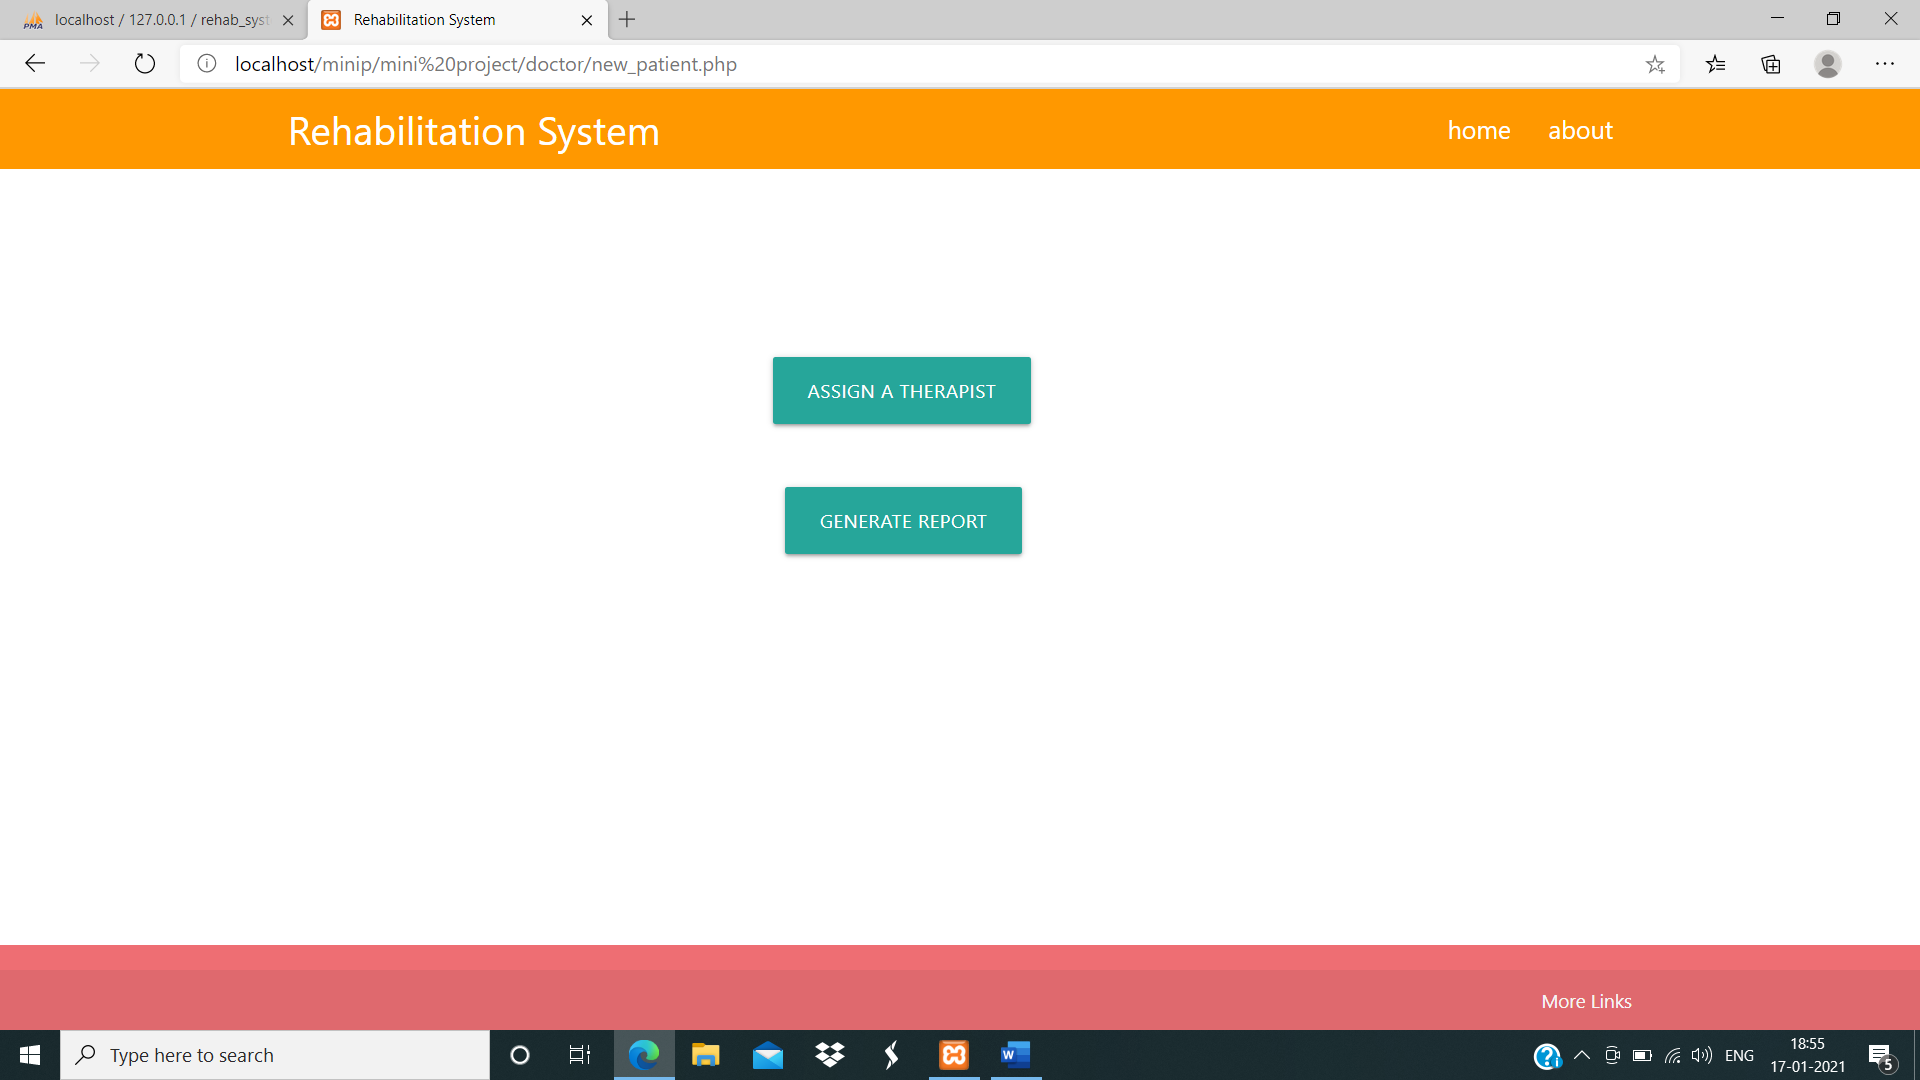 localhost / 127.0.0.1 / rehab_syst
Rehabilitation System
localhost/minip/mini%20project/doctor/new_patient.php
Rehabilitation System
home
about
ASSIGN A THERAPIST
GENERATE REPORT
More Links
Type here to search
ENG
18:55
17-01-2021
5